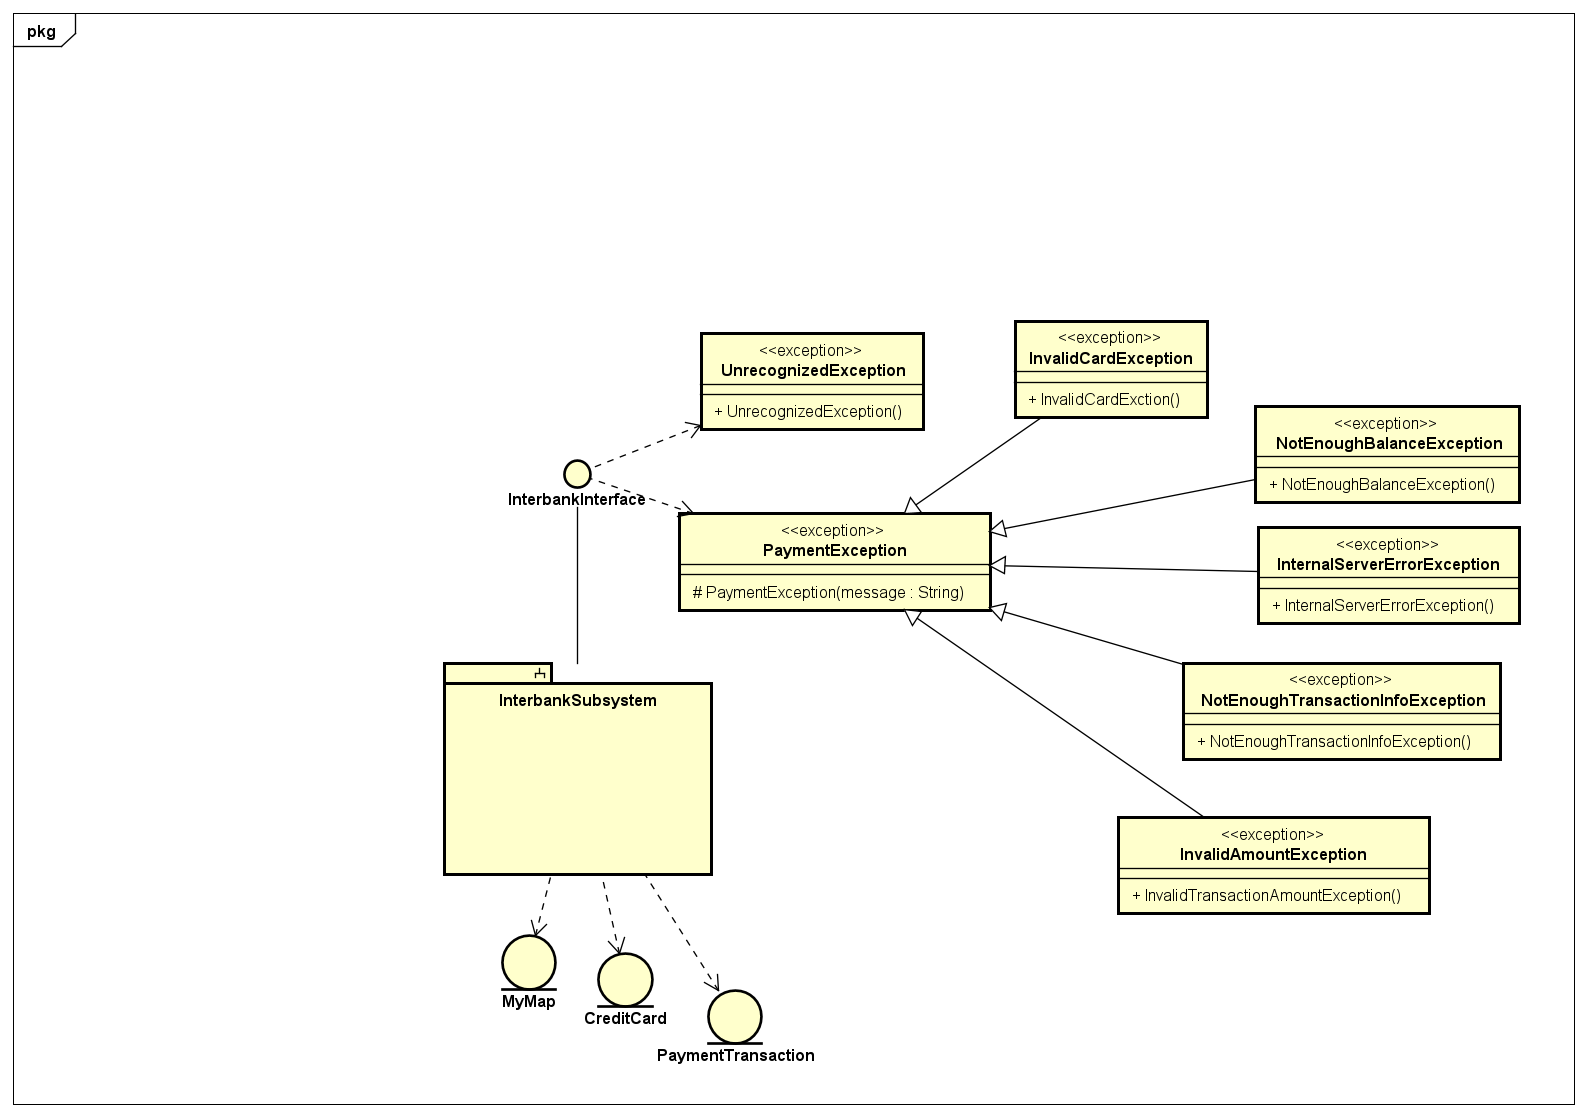 pkg
<<exception>>
UnrecognizedException
+ UnrecognizedException()
<<exception>>
InvalidCardException
+ InvalidCardExction()
<<exception>>
NotEnoughBalanceException
+ NotEnoughBalanceException()
InterbankInterface
<<exception>>
PaymentException
# PaymentException(message : String)
<<exception>>
InternalServerErrorException
+ InternalServerErrorException()
InterbankSubsystem
<<exception>>
NotEnoughTransactionInfoException
+ NotEnoughTransactionInfoException()
<<exception>>
InvalidAmountException
+ InvalidTransactionAmountException()
MyMap
CreditCard
PaymentTransaction